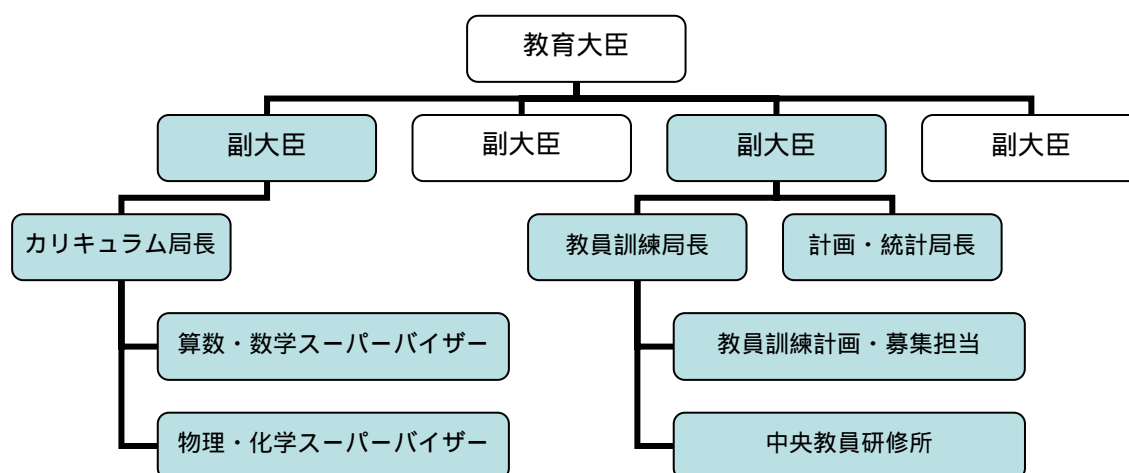 教育大臣
副大臣
副大臣
副大臣
副大臣
カリキュラム局長
教員訓練局長
計画・統計局長
算数・数学スーパーバイザー
教員訓練計画・募集担当
物理・化学スーパーバイザー
中央教員研修所